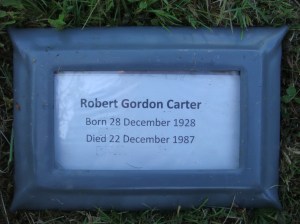 Robert Gordon Carter
Born 28 December 1928
Died 22 December 1987